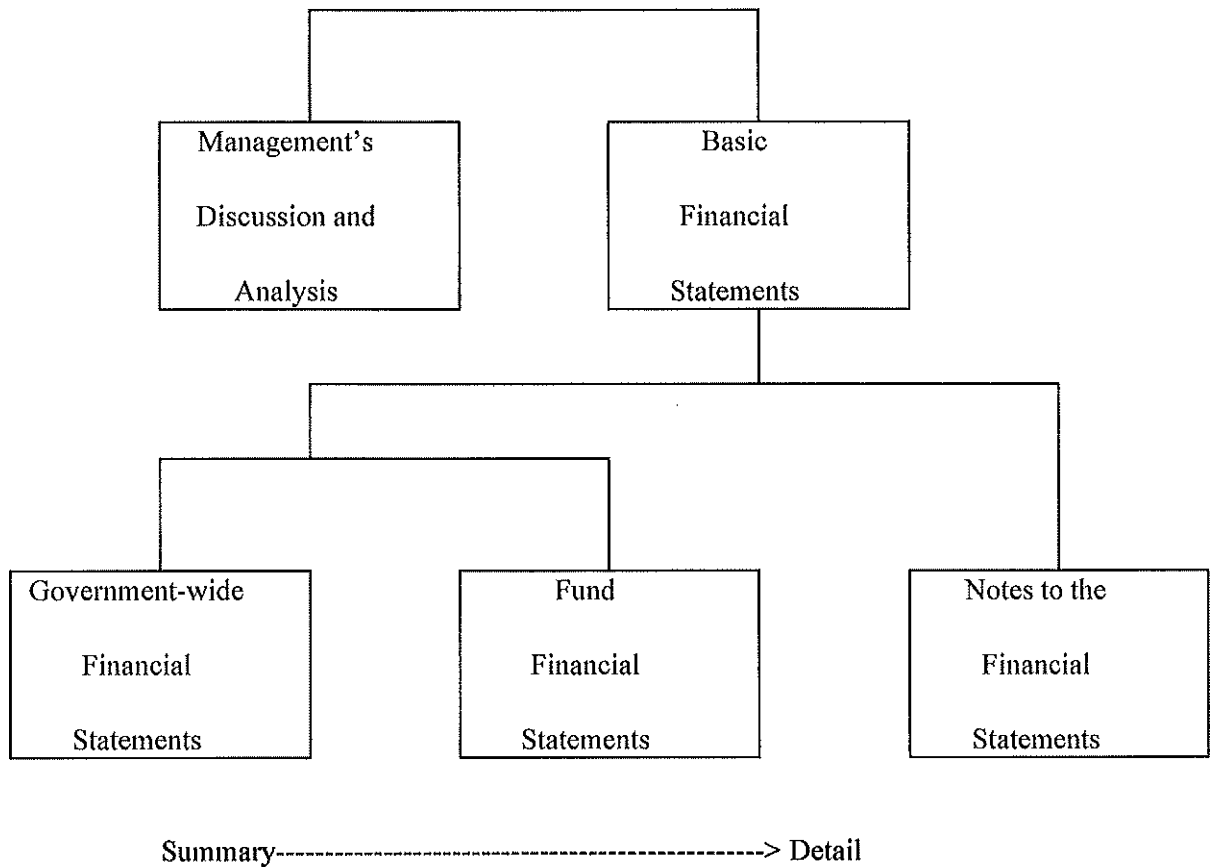 Management's
Discussion and
Analysis
Basic
Financial
Statements
Government-wide
Financial
Statements
Fund
Financial
Statements
Notes to the
Financial
Statements
Summary-------------------------------------------------> Detail